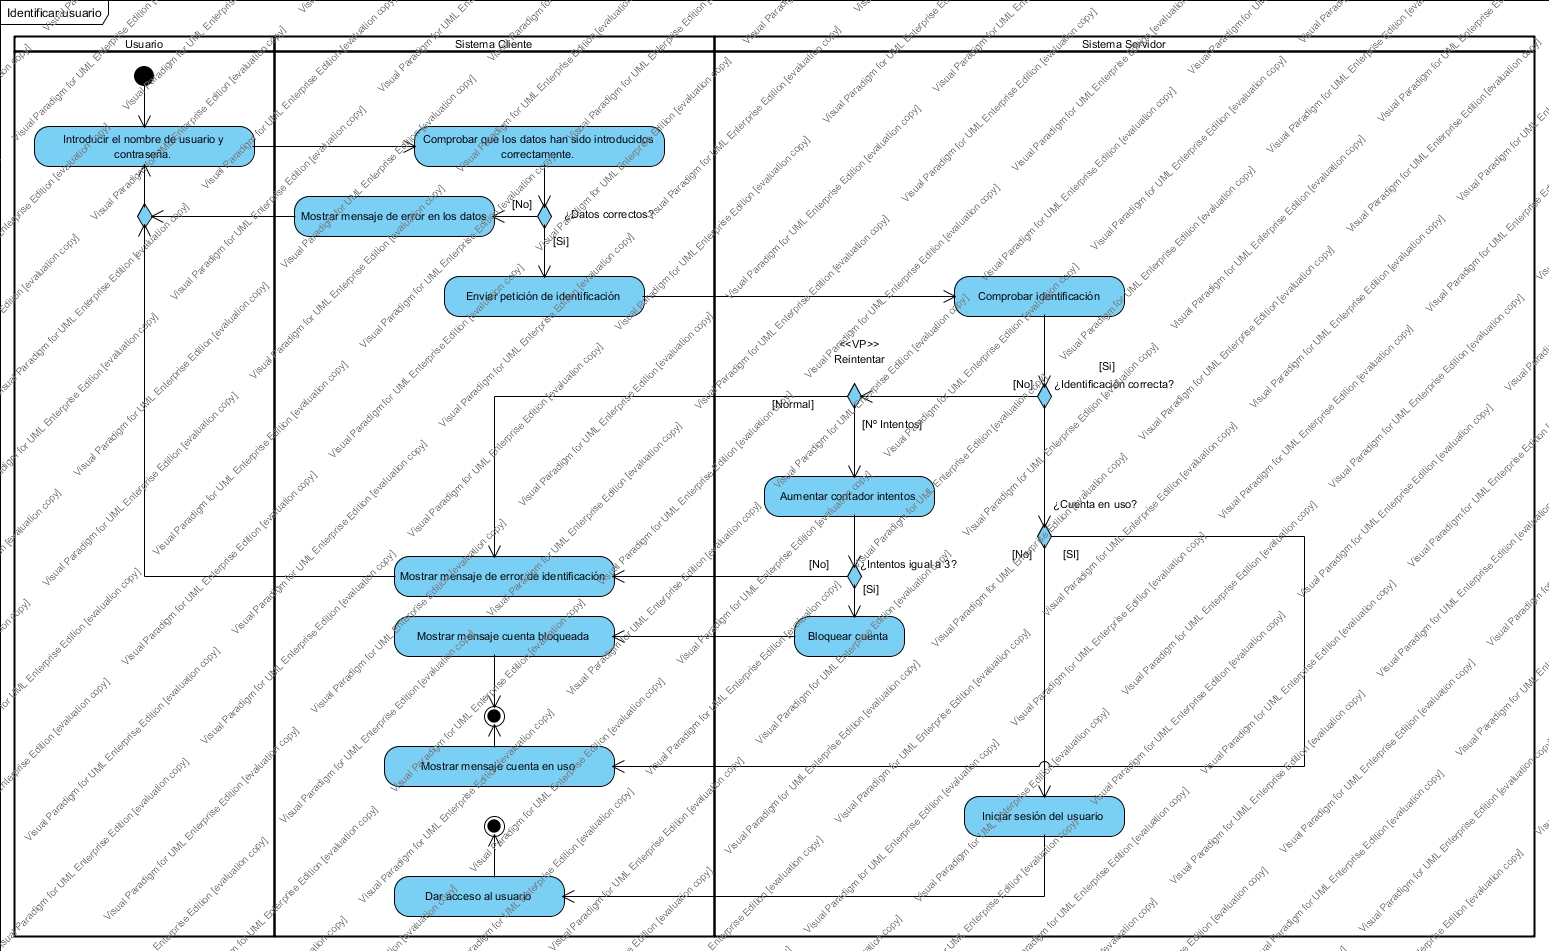 Identificar usuario
Usuario
Sistema Cliente
Sistema Servidor
Introducir el nombre de usuario y
contraseña.
Comprobar que los datos han sido introducidos
correctamente.
Mostrar mensaje de error en los datos
[No]
¿Datos correctos?
[Si]
Enviar petición de identificación
Comprobar identificación
<<VP>>
Reintentar
[Si]
[No]
¿Identificación correcta?
[Normal]
[Nº Intentos]
Aumentar contador intentos
¿Cuenta en uso?
[No]
[SI]
[No]
¿Intentos igual a 3?
Mostrar mensaje de error de identificación
[Si]
Mostrar mensaje cuenta bloqueada
Bloquear cuenta
Mostrar mensaje cuenta en uso
Iniciar sesión del usuario
Dar acceso al usuario
Visual Paradigm for UML Enterprise Edition [evaluation copy]